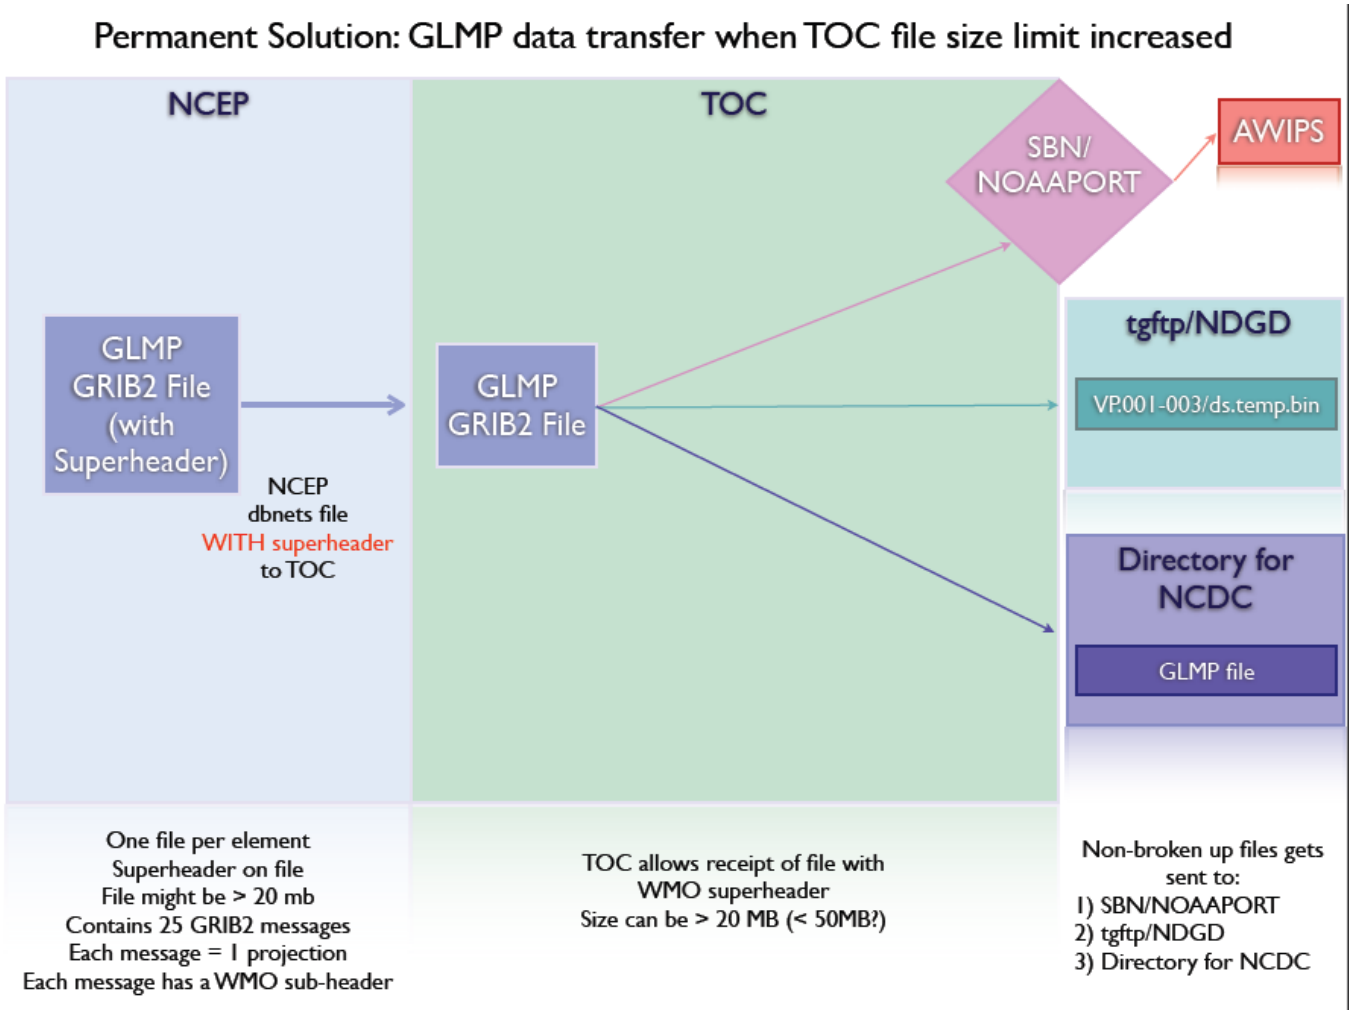 Permanent Solution: GLMP data transfer when TOC file size limit increased
NCEP
TOC
SBN/
NOAAPORT
AWIPS
GLMP
GRIB2 File
(with
Superheader)
NCEP
dbnets file
WITH superheader
to TOC
GLMP
GRIB2 File
tgftp/NDGD
VP.001-003/ds.temp.bin
Directory for
NCDC
GLMP file
One file per element
Superheader on file
File might be > 20 mb
Contains 25 GRIB2 messages
Each message = 1 projection
Each message has a WMO sub-header
TOC allows receipt of file with
WMO superheader
Size can be > 20 MB (< 50MB?)
Non-broken up files gets
sent to:
1) SBN/NOAAPORT
2) tgftp/NDGD
3) Directory for NCDC